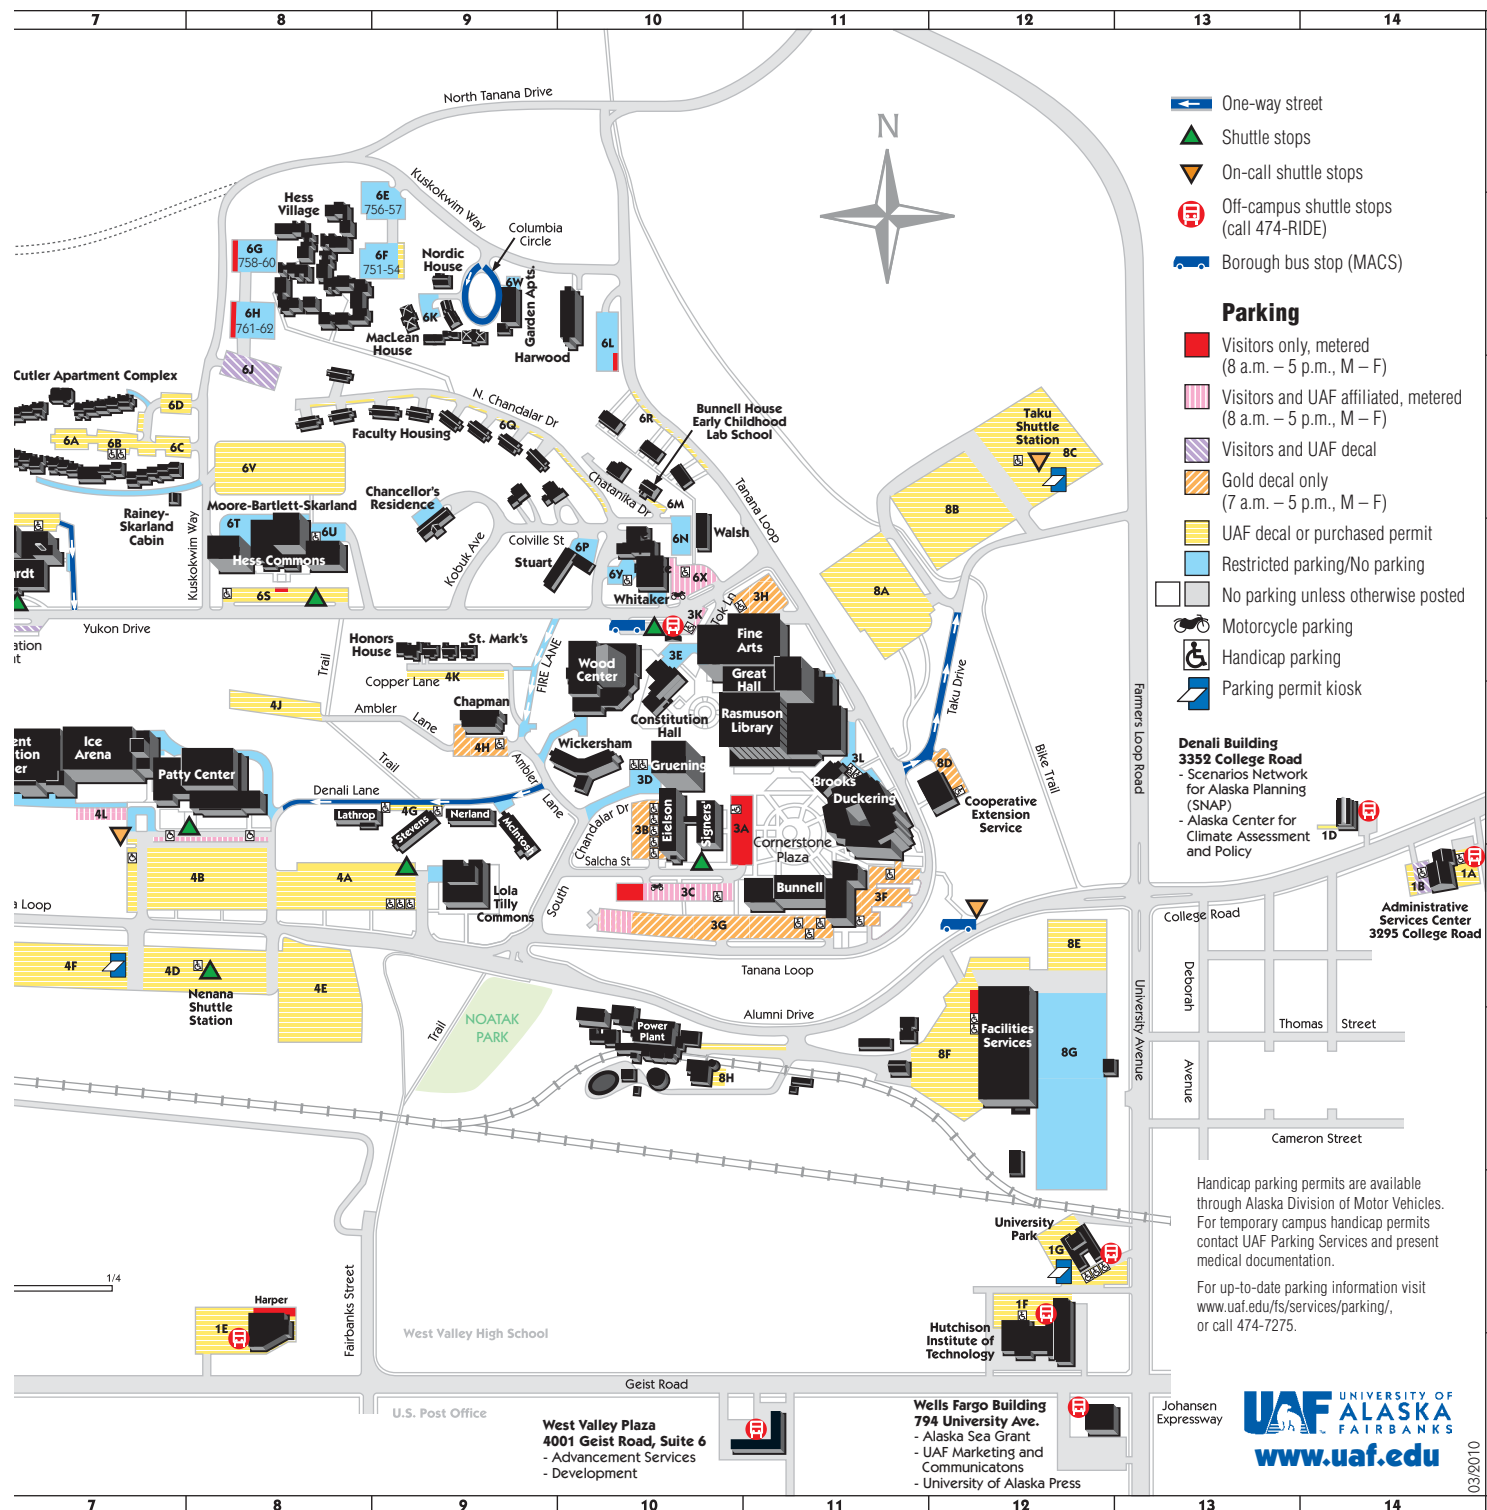 7 8 9 10 11 12 13 14
North Tanana Drive
N
One-way street
Shuttle stops
On-call shuttle stops
Off-campus shuttle stops
(call 474-RIDE)
Borough bus stop (MACS)
Parking
Visitors only, metered
(8 a.m. – 5 p.m., M – F)
Visitors and UAF affiliated, metered
(8 a.m. – 5 p.m., M – F)
Visitors and UAF decal
Gold decal only
(7 a.m. – 5 p.m., M – F)
UAF decal or purchased permit
Restricted parking/No parking
No parking unless otherwise posted
Motorcycle parking
Handicap parking
Parking permit kiosk
Kuskokwim Way
Hess
Village
6E
756-57
6G
758-60
6F
751-54
6H
761-62
6J
Nordic
House
Columbia
Circle
6W
Garden Apts.
6K
MacLean
House
Harwood
6L
Cutler Apartment Complex
6D
6A
6B
6C
6V
N. Chandalar Dr
6Q
Faculty Housing
6R
Bunnell House
Early Childhood
Lab School
Chatanika Dr
6M
Tanana Loop
Taku
Shuttle
Station
8C
8B
8A
Rainey-
Skarland
Cabin
Kuskokwim Way
Moore-Bartlett-Skarland
6T
6U
Hess Commons
6S
Chancellor's
Residence
Kobuk Ave
Colville St
Stuart
6P
6N
Walsh
6Y
6X
Whitaker
3K
Tok Ln
3H
ardt
Yukon Drive
ation
Trail
Honors
House
St. Mark's
Copper Lane
4K
FIRE LANE
Wood
Center
3E
Fine
Arts
Great
Hall
Rasmuson
Library
Constitution
Hall
4J
Ambler
Lane
Chapman
4H
Ambler
Lane
Wickersham
Gruening
3D
3L
Brooks
Duckering
8D
Cooperative
Extension
Service
Taku Drive
Bike Trail
Farmers Loop Road
ent
tion
er
Ice
Arena
Patty Center
Trail
Denali Lane
4L
Lathrop
4G
Stevens
Nerland
McIntosh
Chandalar Dr
3B
Eielson
Signers'
3A
Cornerstone
Plaza
Salcha St
3C
Bunnell
3F
3G
4B
4A
Lola
Tilly
Commons
South
a Loop
4F
4D
4E
Nenana
Shuttle
Station
Tanana Loop
Trail
NOATAK
PARK
Alumni Drive
Power
Plant
8H
8E
8F
Facilities
Services
8G
University Avenue
Denali Building
3352 College Road
- Scenarios Network
for Alaska Planning
(SNAP)
- Alaska Center for
Climate Assessment
and Policy
1D
1B
1A
College Road
Administrative
Services Center
3295 College Road
Deborah
Avenue
Thomas Street
Cameron Street
Handicap parking permits are available
through Alaska Division of Motor Vehicles.
For temporary campus handicap permits
contact UAF Parking Services and present
medical documentation.
For up-to-date parking information visit
www.uaf.edu/fs/services/parking/,
or call 474-7275.
University
Park
1G
1F
Hutchison
Institute of
Technology
1/4
Harper
1E
Fairbanks Street
West Valley High School
Geist Road
U.S. Post Office
West Valley Plaza
4001 Geist Road, Suite 6
- Advancement Services
- Development
Wells Fargo Building
794 University Ave.
- Alaska Sea Grant
- UAF Marketing and
Communicatons
- University of Alaska Press
Johansen
Expressway
UAF
UNIVERSITY OF
ALASKA
FAIRBANKS
www.uaf.edu
03/2010
7 8 9 10 11 12 13 14